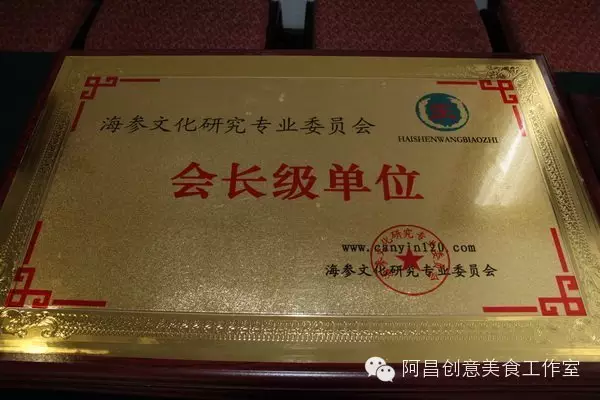 海参文化研究专业委员会
HAISHENWANGBIAOZHI
会长级单位
www.canyin120.com
海参文化研究专业委员会
阿昌创意美食工作室